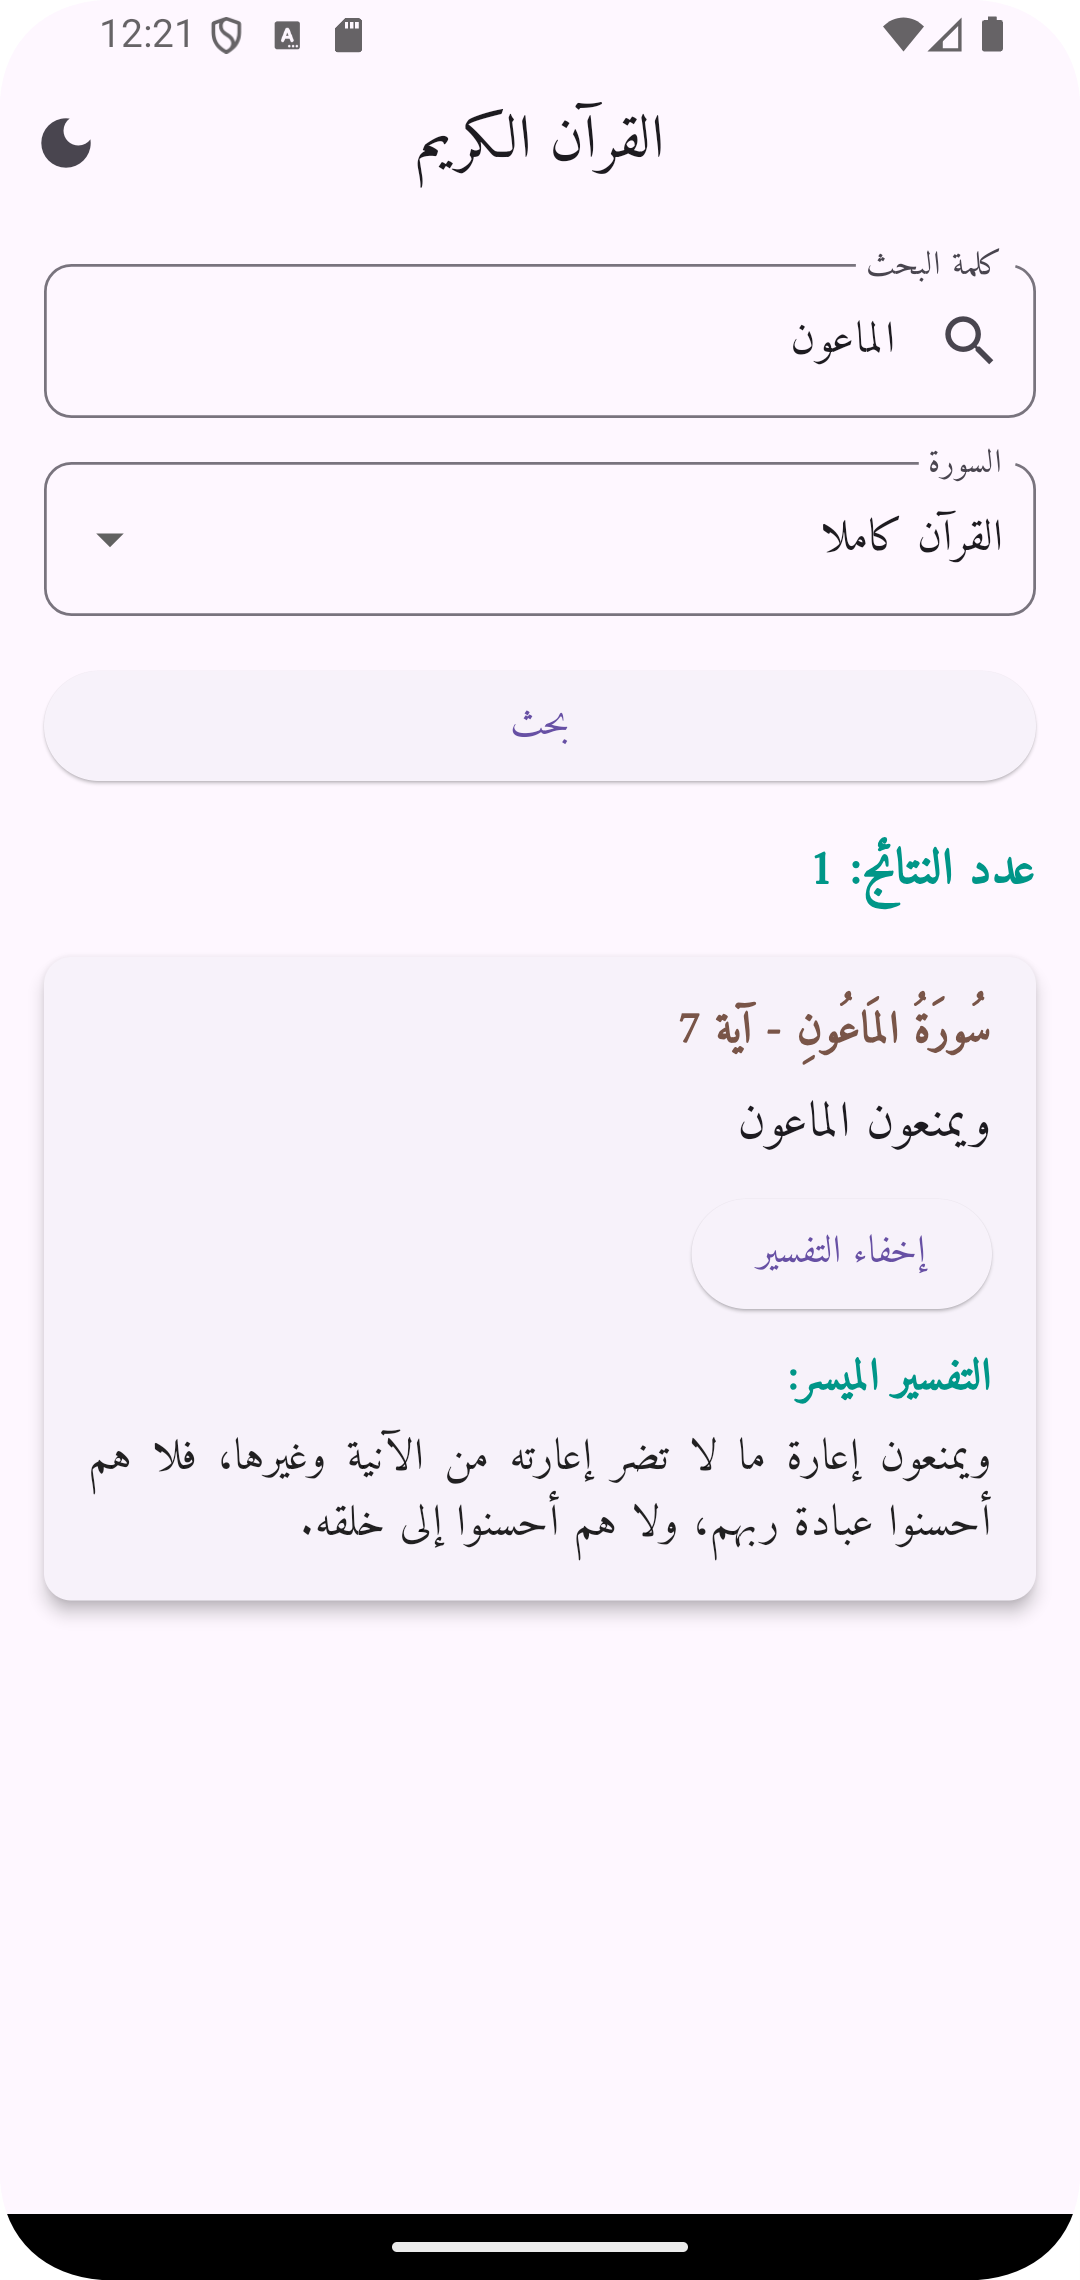 12:21
القرآن الكريم
كلمة البحث
الماعون
السورة
القرآن كاملا
بحث
عدد النتائج: 1
سُورَةُ المَاعُونِ - آية 7
ويمنعون الماعون
إخفاء التفسير
التفسير الميسر:
ويمنعون إعارة ما لا تضر إعارته من الآنية وغيرها، فلا هم
أحسنوا عبادة ربهم، ولا هم أحسنوا إلى خلقه.